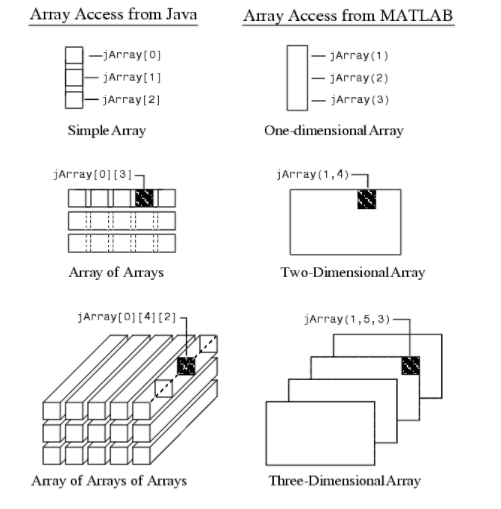 Array Access from Java
Array Access from MATLAB
jArray[0]
jArray[1]
jArray[2]
Simple Array
jArray(1)
jArray(2)
jArray(3)
One-dimensional Array
jArray[0][3]
Array of Arrays
jArray(1,4)
Two-Dimensional Array
jArray[0][4][2]
Array of Arrays of Arrays
jArray(1,5,3)
Three-Dimensional Array